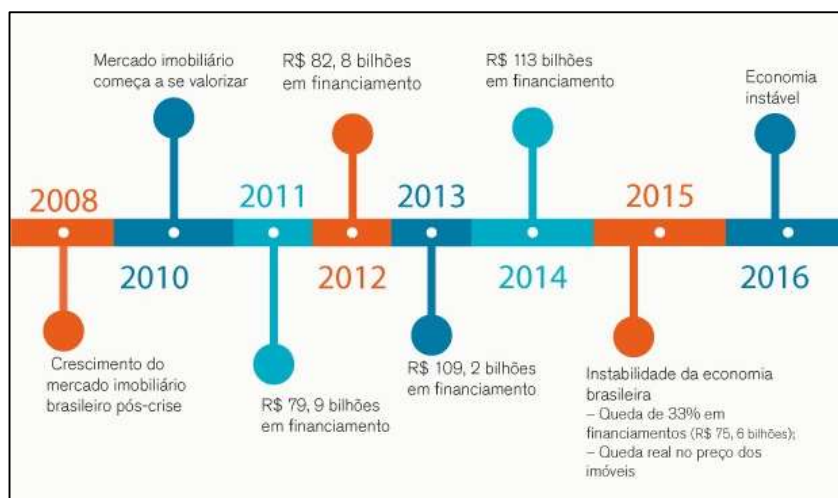 Mercado imobiliário
começa a se valorizar
R$ 82, 8 bilhões
em financiamento
R$ 113 bilhões
em financiamento
Economia
instável
2008
2010
2011
2012
2013
2014
2015
2016
Crescimento do
mercado imobiliário
brasileiro pós-crise
R$ 79, 9 bilhões
em financiamento
R$ 109, 2 bilhões
em financiamento
Instabilidade da economia
brasileira
– Queda de 33% em
financiamentos (R$ 75, 6 bilhões);
– Queda real no preço dos
imóveis